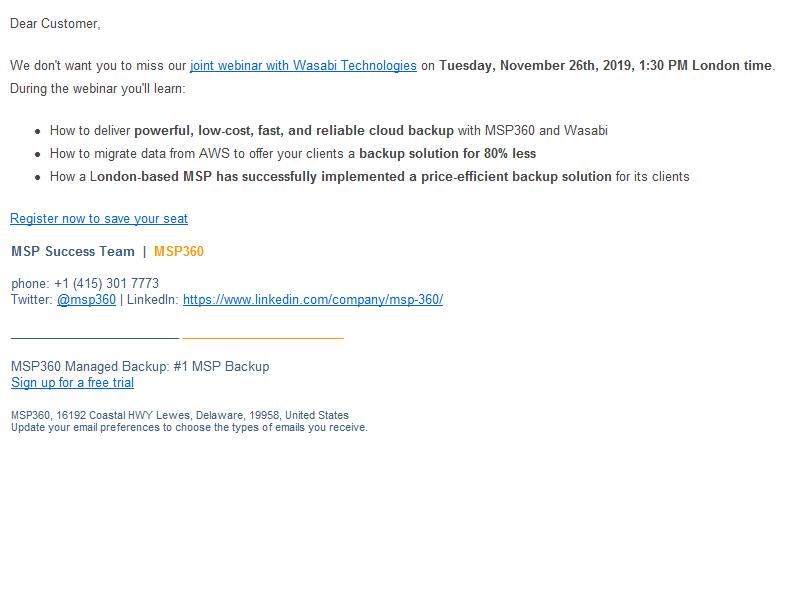 Dear Customer,
We don't want you to miss our joint webinar with Wasabi Technologies on Tuesday, November 26th, 2019, 1:30 PM London time.
During the webinar you'll learn:
• How to deliver powerful, low-cost, fast, and reliable cloud backup with MSP360 and Wasabi
• How to migrate data from AWS to offer your clients a backup solution for 80% less
• How a London-based MSP has successfully implemented a price-efficient backup solution for its clients
Register now to save your seat
MSP Success Team | MSP360
phone: +1 (415) 301 7773
Twitter: @msp360 | LinkedIn: https://www.linkedin.com/company/msp-360/
MSP360 Managed Backup: #1 MSP Backup
Sign up for a free trial
MSP360, 16192 Coastal HWY Lewes, Delaware, 19958, United States
Update your email preferences to choose the types of emails you receive.